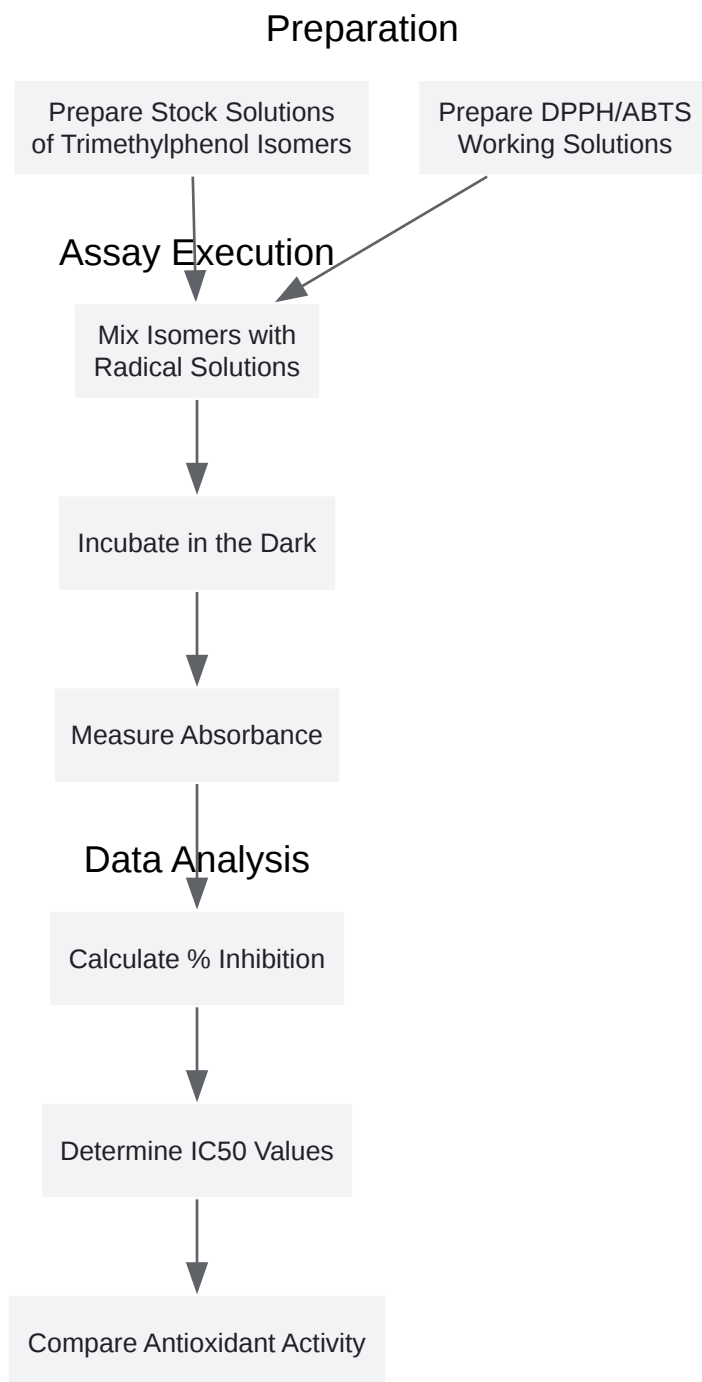 Preparation
Prepare Stock Solutions
of Trimethylphenol Isomers
Prepare DPPH/ABTS
Working Solutions
Assay Execution
Mix Isomers with
Radical Solutions
Incubate in the Dark
Measure Absorbance
Data Analysis
Calculate % Inhibition
Determine IC50 Values
Compare Antioxidant Activity